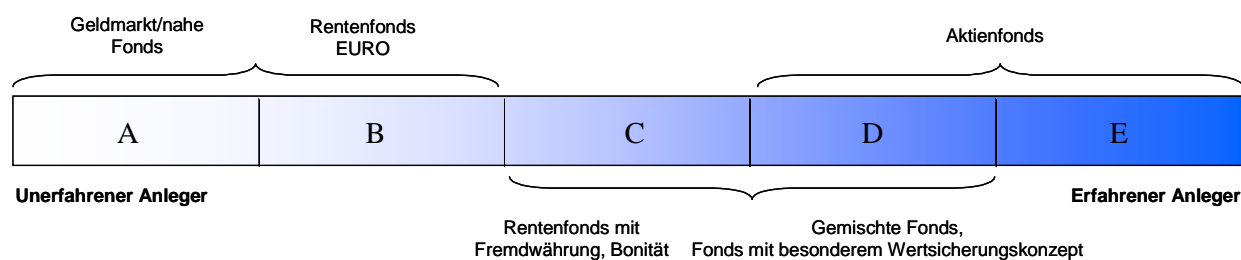 Geldmarkt/nahe
Fonds
Rentenfonds
EURO
Aktienfonds
A
B
C
D
E
Unerfahrener Anleger
Erfahrener Anleger
Rentenfonds mit
Fremdwährung, Bonität
Gemischte Fonds,
Fonds mit besonderem Wertsicherungskonzept